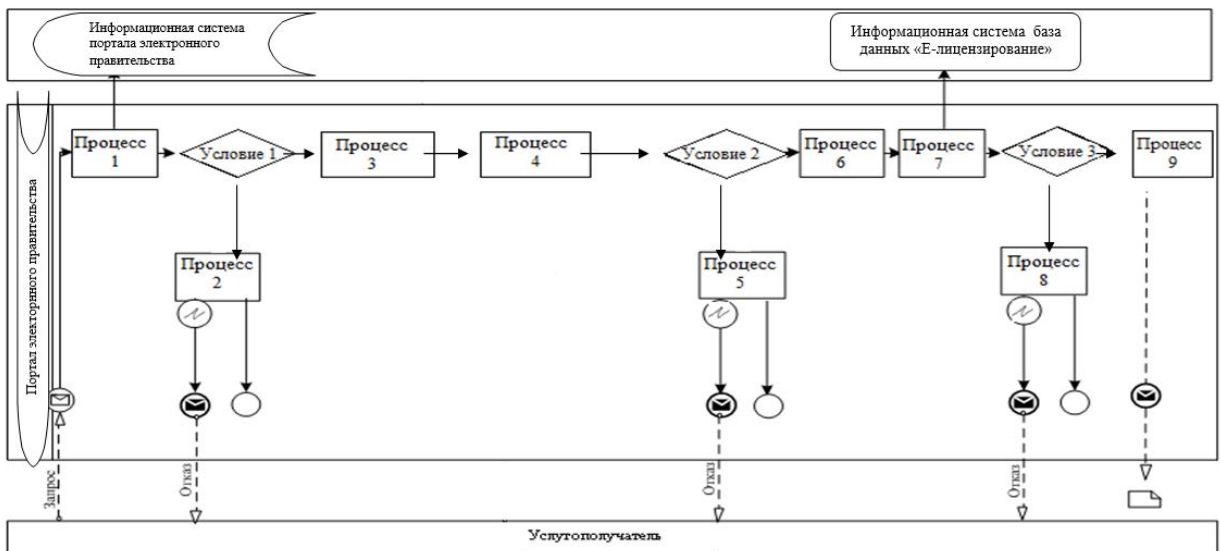 Информационная система
портала электронного
правительства
Информационная система база
данных «Е-лицензирование»
Портал электорнного правительства
Процесс
1
Условие 1
Процесс
3
Процесс
4
Условие 2
Процесс
6
Процесс
7
Условие 3
Процесс
9
Процесс
2
Процесс
5
Процесс
8
Запрос
Отказ
Отказ
Отказ
Услугополучатель